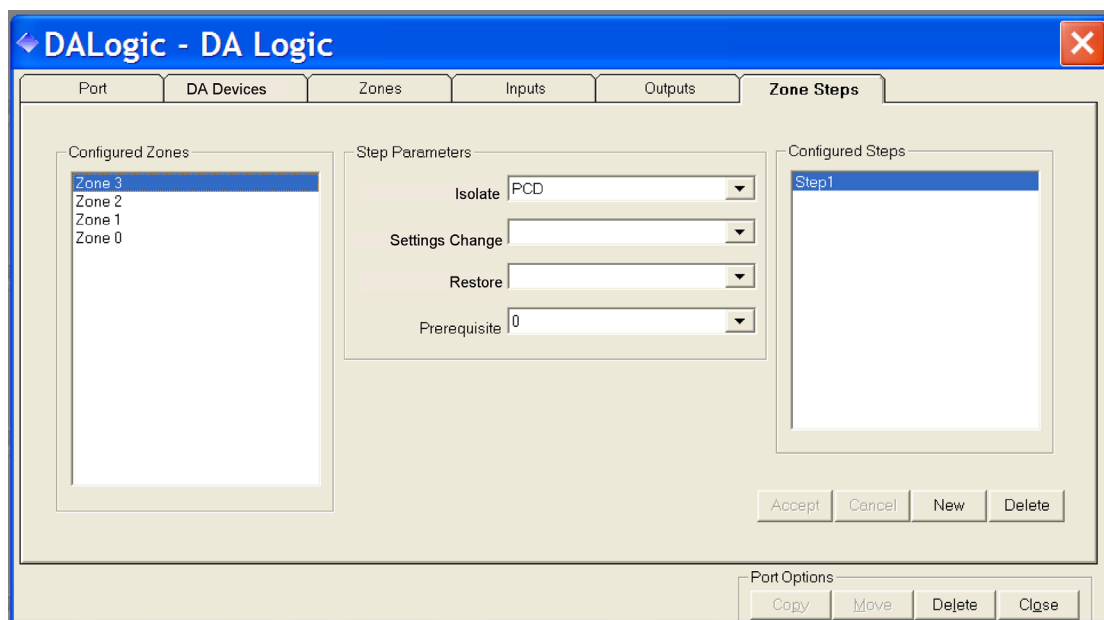 DALogic - DA Logic
Port DA Devices Zones Inputs Outputs Zone Steps
Configured Zones
Zone 3
Zone 2
Zone 1
Zone 0
Step Parameters
Isolate PCD
Settings Change
Restore
Prerequisite 0
Configured Steps
Step1
Accept Cancel New Delete
Port Options
Copy Move Delete Close